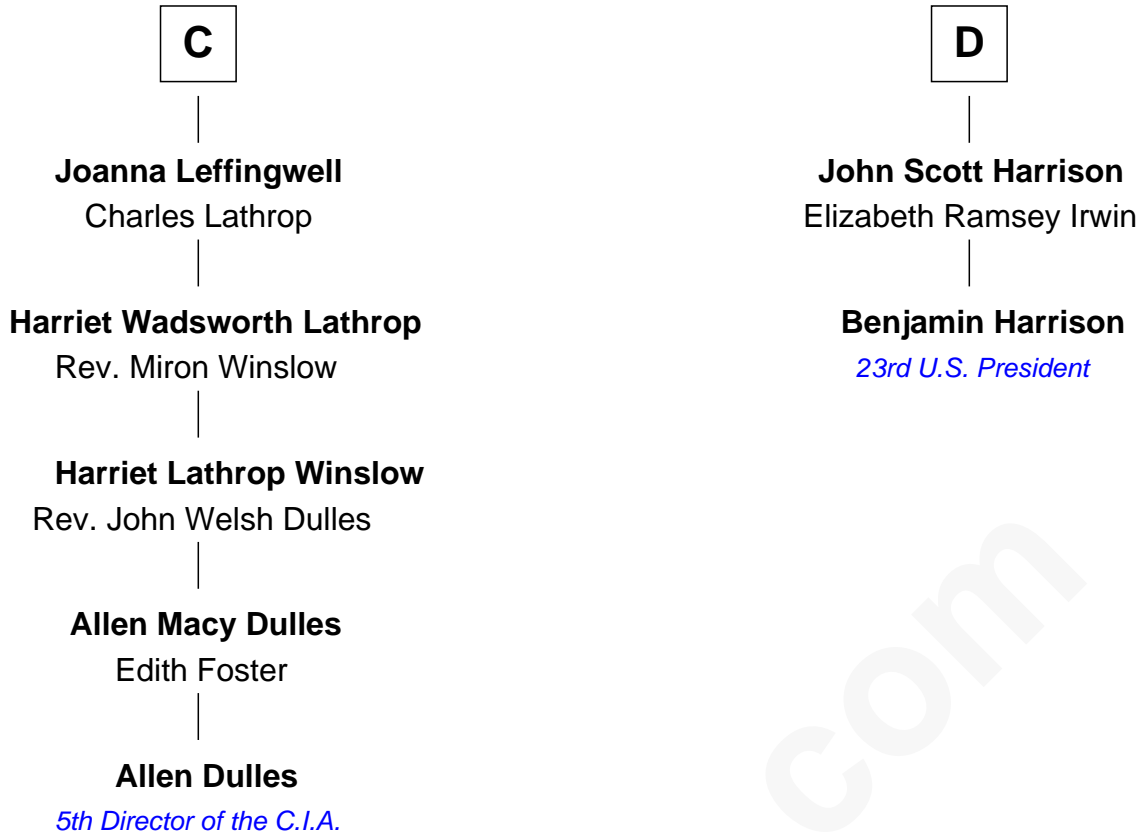 C
Joanna Leffingwell
Charles Lathrop
Harriet Wadsworth Lathrop
Rev. Miron Winslow
Harriet Lathrop Winslow
Rev. John Welsh Dulles
Allen Macy Dulles
Edith Foster
Allen Dulles
5th Director of the C.I.A.
D
John Scott Harrison
Elizabeth Ramsey Irwin
Benjamin Harrison
23rd U.S. President
com